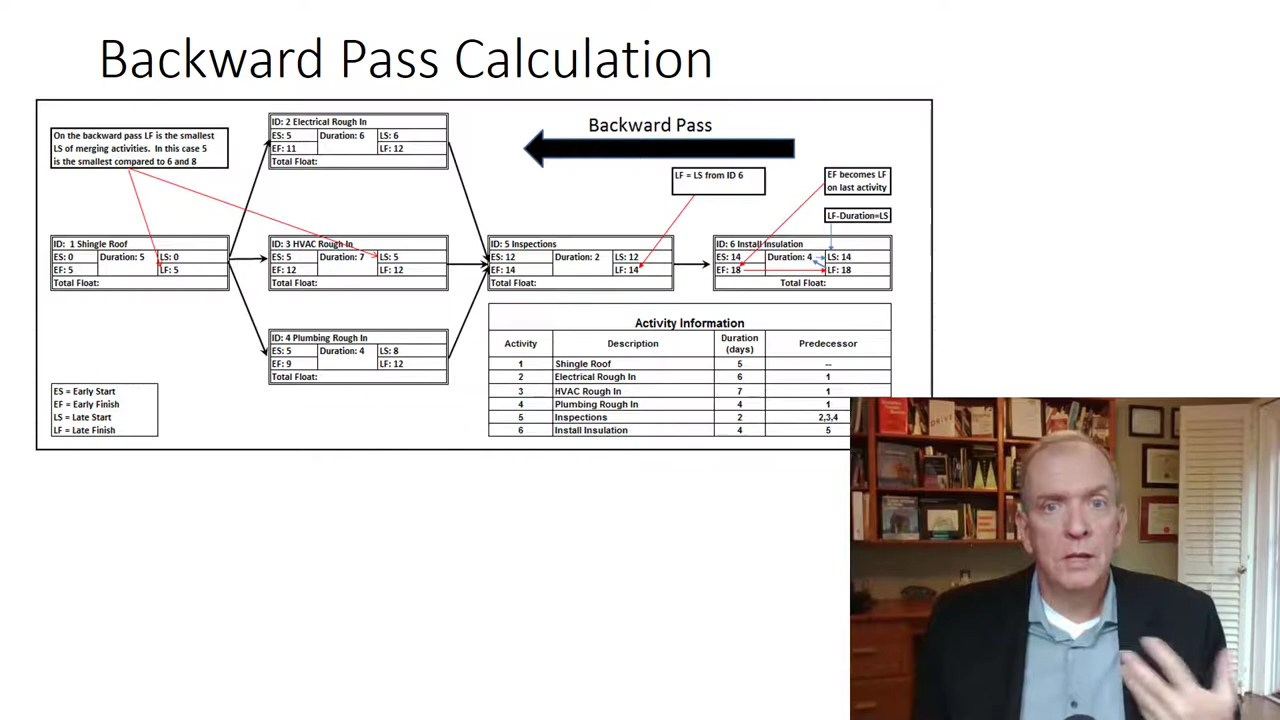 Backward Pass Calculation
On the backward pass LF is the smallest
LS of merging activities. In this case 5
is the smallest compared to 6 and 8
ID: 2 Electrical Rough In
ES: 5 Duration: 6 LS: 6
EF: 11 LF: 12
Total Float:
Backward Pass
LF = LS from ID 6
EF becomes LF
on last activity
LF-Duration=LS
ID: 1 Shingle Roof
ES: 0 Duration: 5 LS: 0
EF: 5 LF: 5
Total Float:
ID: 3 HVAC Rough In
ES: 5 Duration: 7 LS: 5
EF: 12 LF: 12
Total Float:
ID: 5 Inspections
ES: 12 Duration: 2 LS: 12
EF: 14 LF: 14
Total Float:
ID: 6 Install Insulation
ES: 14 Duration: 4 LS: 14
EF: 18 LF: 18
Total Float:
ID: 4 Plumbing Rough In
ES: 5 Duration: 4 LS: 8
EF: 9 LF: 12
Total Float:
ES = Early Start
EF = Early Finish
LS = Late Start
LF = Late Finish
Activity Information
Activity Description Duration (days) Predecessor
1 Shingle Roof 5 --
2 Electrical Rough In 6 1
3 HVAC Rough In 7 1
4 Plumbing Rough In 4 1
5 Inspections 2 2,3,4
6 Install Insulation 4 5
DRIVE